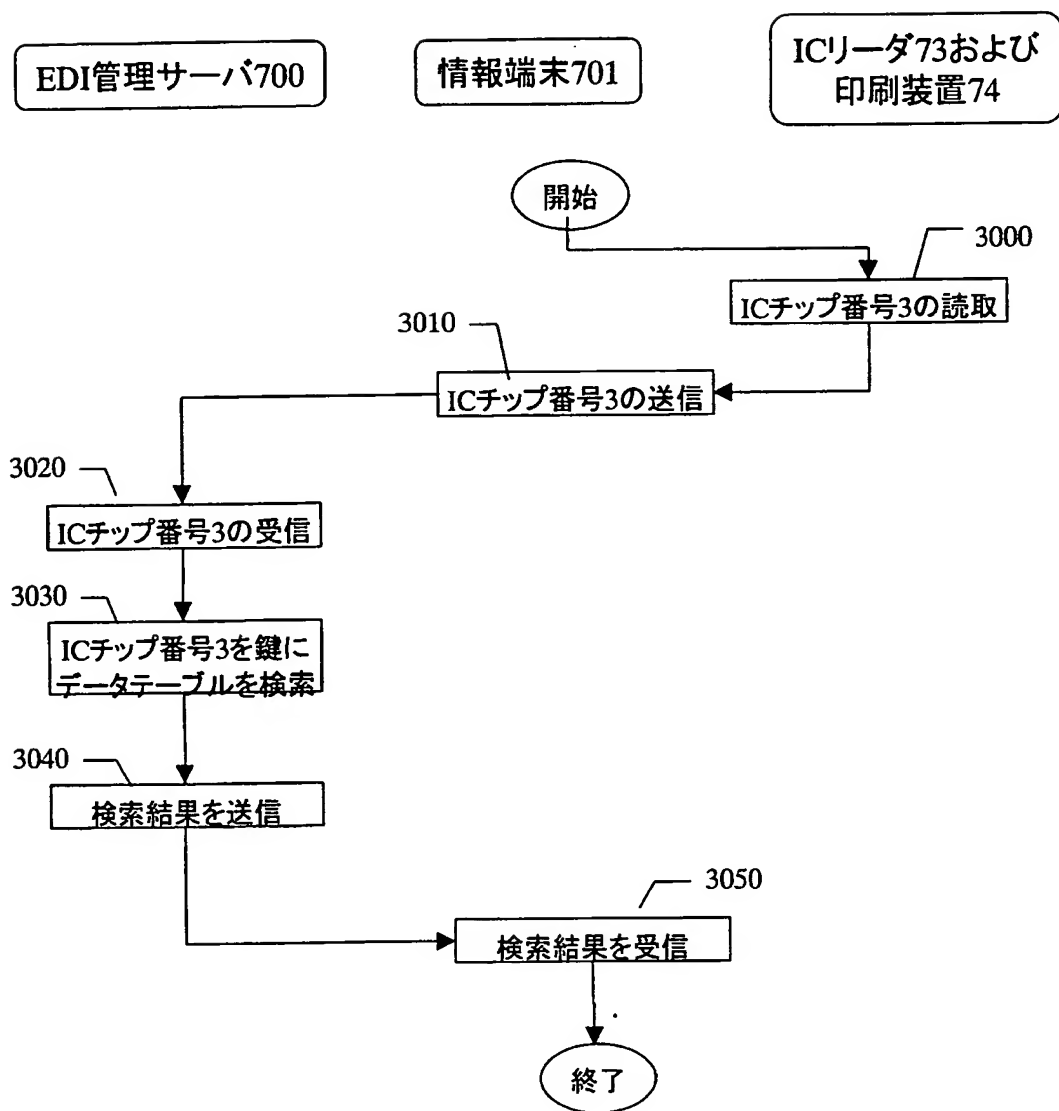 EDI管理サーバ700
情報端末701
ICリーダ73および
印刷装置74
開始
3000
ICチップ番号3の読取
3010
ICチップ番号3の送信
3020
ICチップ番号3の受信
3030
ICチップ番号3を鍵に
データテーブルを検索
3040
検索結果を送信
3050
検索結果を受信
終了